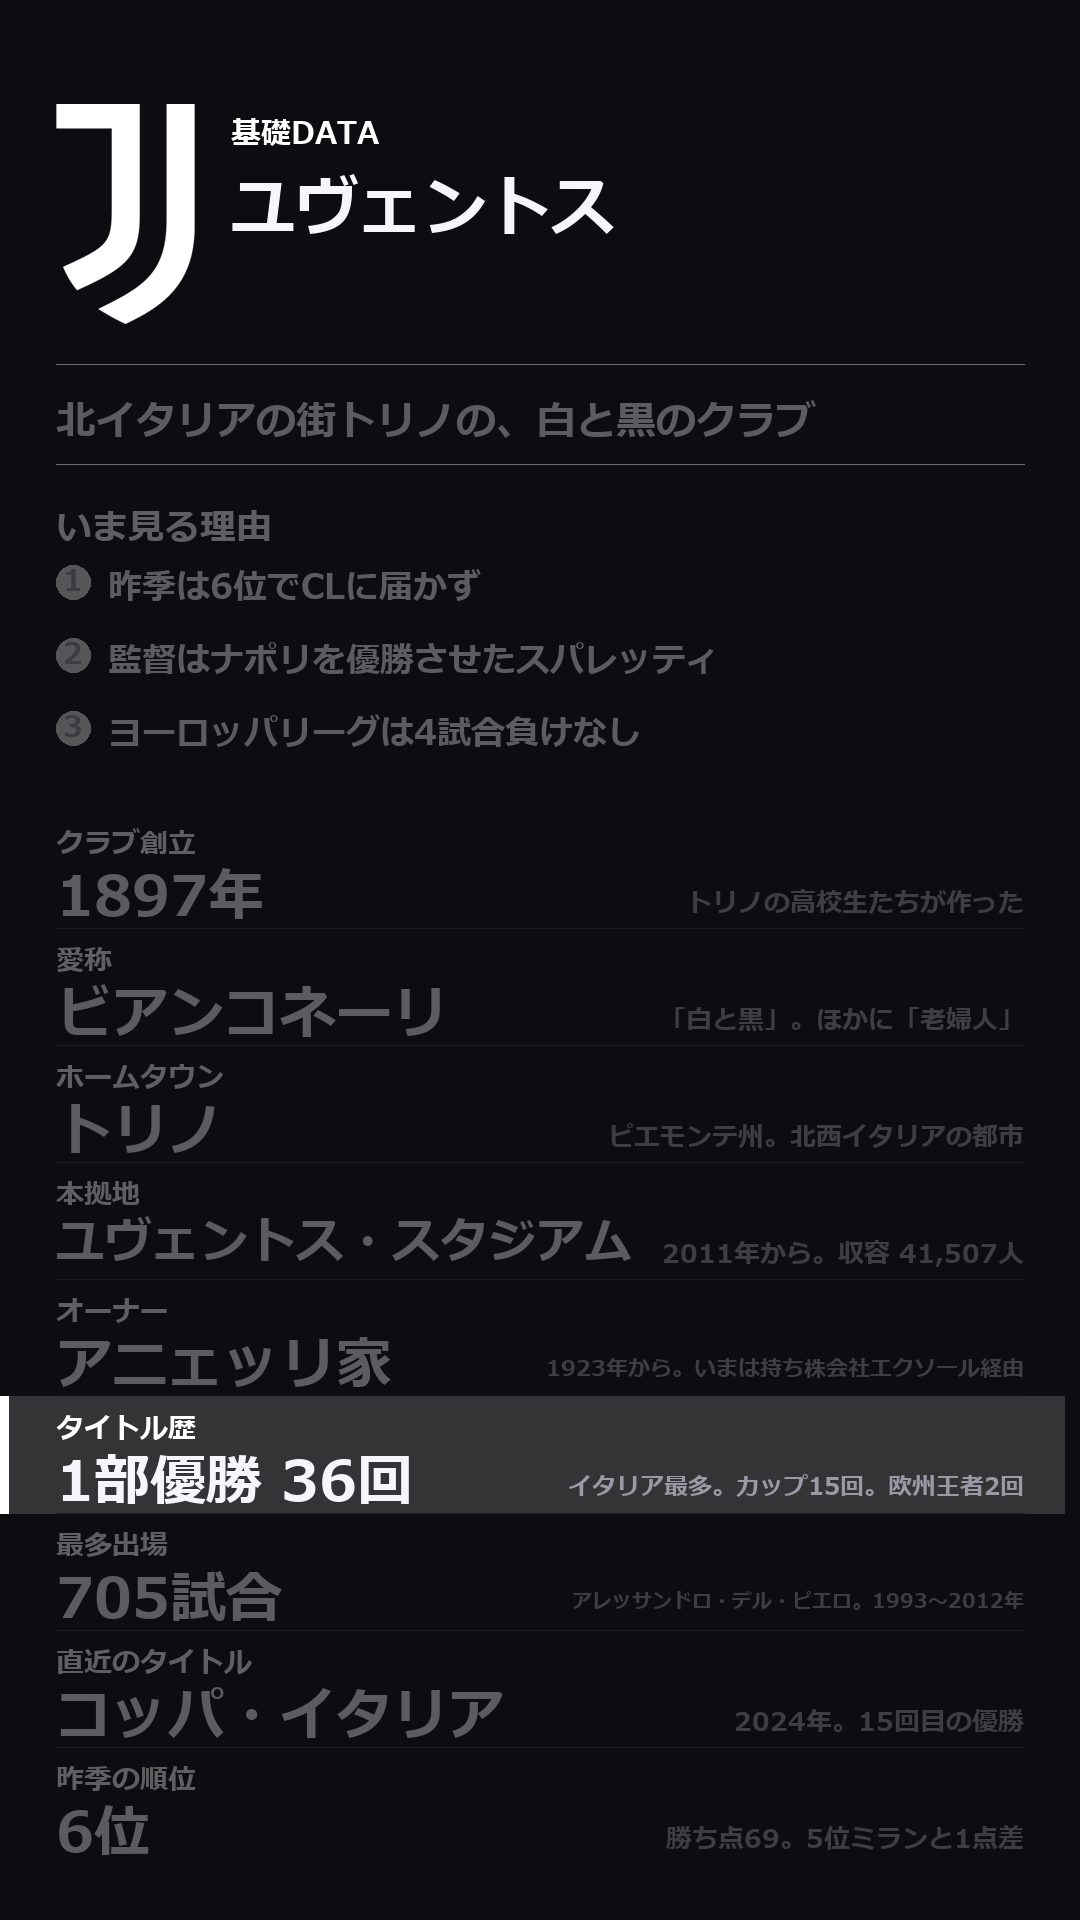 基礎DATA
ユヴェントス
北イタリアの街トリノの、白と黒のクラブ
いま見る理由
1 昨季は6位でCLに届かず
2 監督はナポリを優勝させたスパレッティ
3 ヨーロッパリーグは4試合負けなし
クラブ創立
1897年 トリノの高校生たちが作った
愛称
ビアンコネーリ 「白と黒」。ほかに「老婦人」
ホームタウン
トリノ ピエモンテ州。北西イタリアの都市
本拠地
ユヴェントス・スタジアム 2011年から。収容 41,507人
オーナー
アニェッリ家 1923年から。いまは持ち株会社エクソール経由
タイトル歴
1部優勝 36回 イタリア最多。カップ15回。欧州王者2回
最多出場
705試合 アレッサンドロ・デル・ピエロ。1993〜2012年
直近のタイトル
コッパ・イタリア 2024年。15回目の優勝
昨季の順位
6位 勝ち点69。5位ミランと1点差